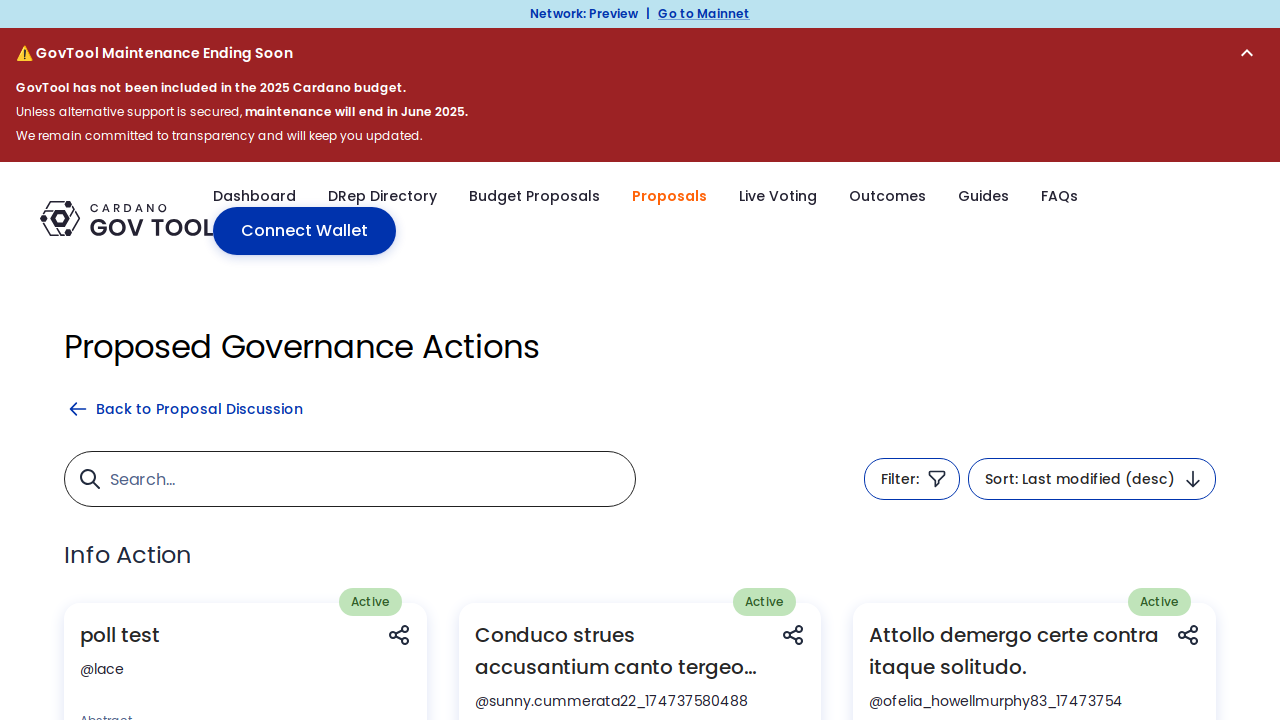 Network: Preview | Go to Mainnet
⚠️ GovTool Maintenance Ending Soon
GovTool has not been included in the 2025 Cardano budget.
Unless alternative support is secured, maintenance will end in June 2025.
We remain committed to transparency and will keep you updated.
CARDANO
GOV TOOL
Dashboard DRep Directory Budget Proposals Proposals Live Voting Outcomes Guides FAQs
Connect Wallet
Proposed Governance Actions
Back to Proposal Discussion
Search...
Filter:
Sort: Last modified (desc)
Info Action
Active
poll test
@lace
Abstract
Active
Conduco strues
accusantium canto tergeo...
@sunny.cummerata22_174737580488
Active
Attollo demergo certe contra
itaque solitudo.
@ofelia_howellmurphy83_17473754